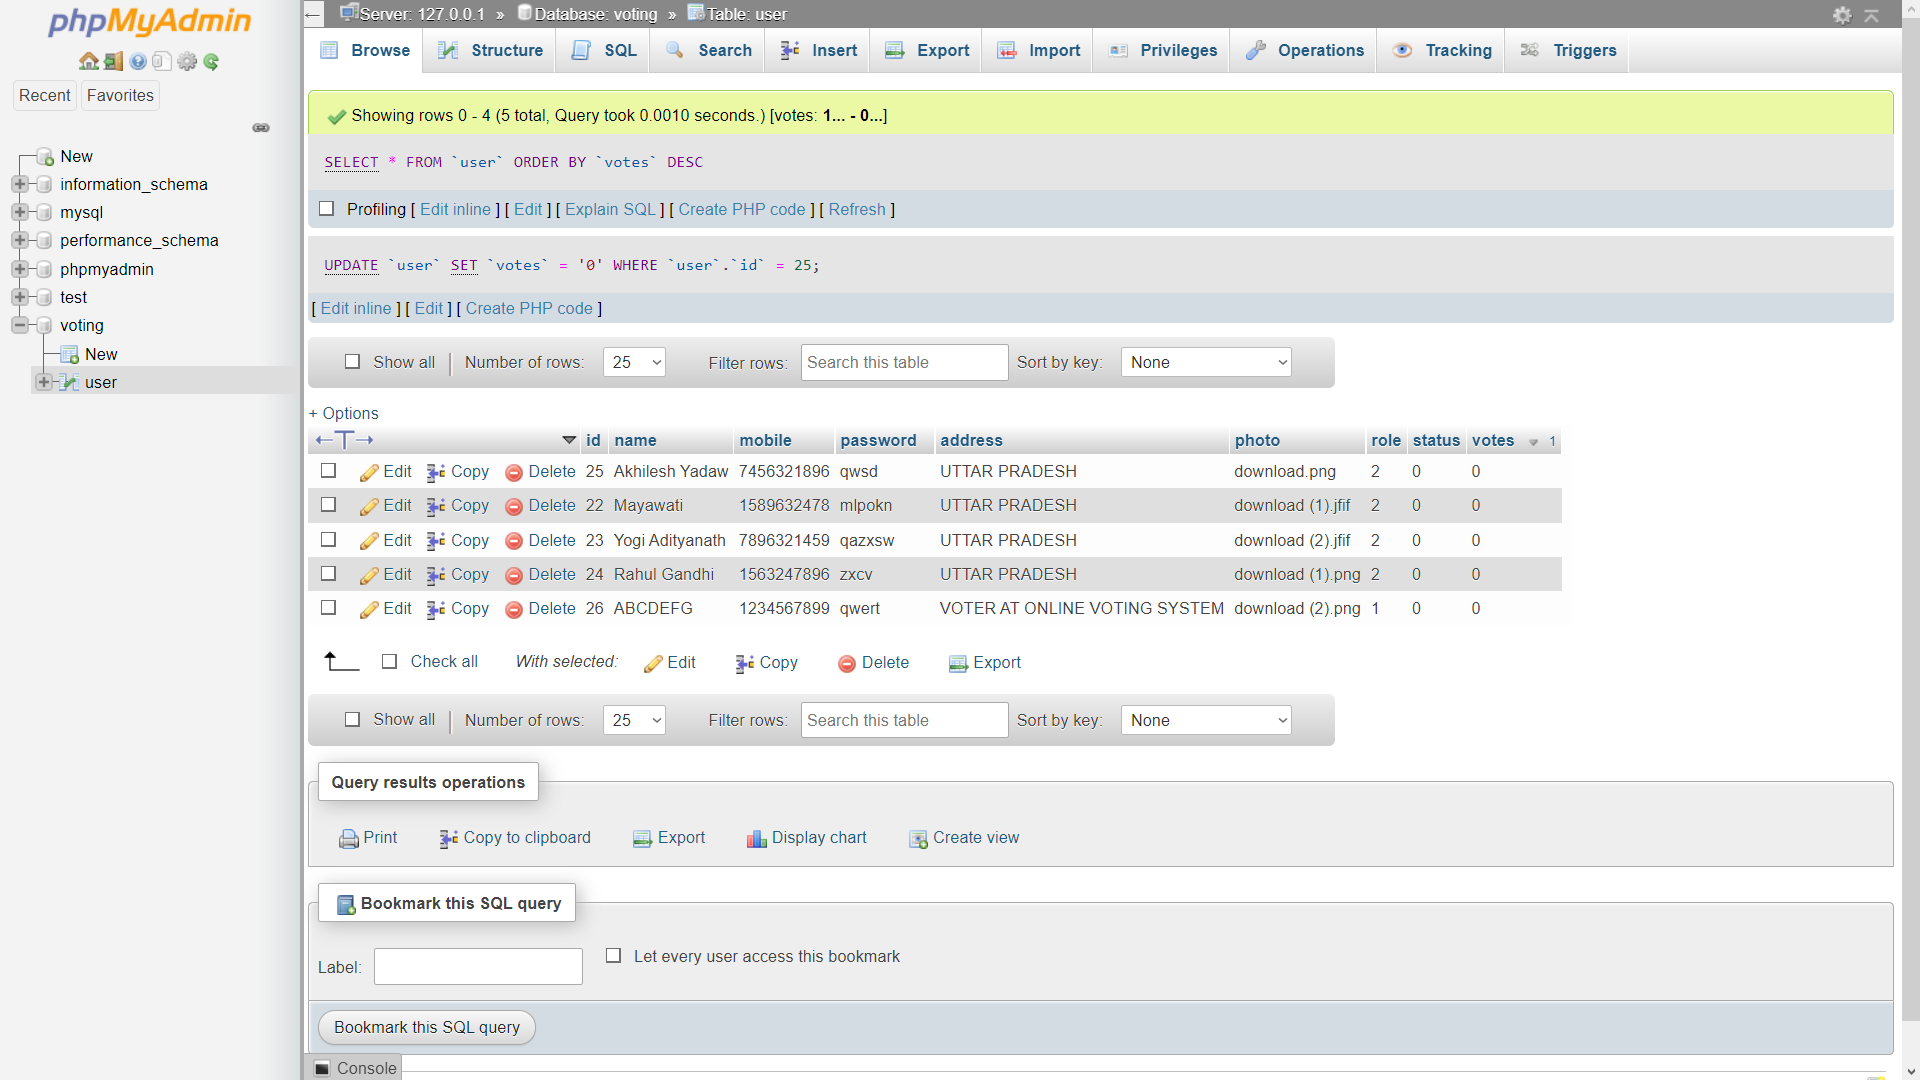 phpMyAdmin
Recent Favorites
New
information_schema
mysql
performance_schema
phpmyadmin
test
voting
New
user
Server: 127.0.0.1 » Database: voting » Table: user
Browse Structure SQL Search Insert Export Import Privileges Operations Tracking Triggers
Showing rows 0 - 4 (5 total, Query took 0.0010 seconds.) [votes: 1... - 0...]
SELECT * FROM `user` ORDER BY `votes` DESC
Profiling [ Edit inline ] [ Edit ] [ Explain SQL ] [ Create PHP code ] [ Refresh ]
UPDATE `user` SET `votes` = '0' WHERE `user`.`id` = 25;
[ Edit inline ] [ Edit ] [ Create PHP code ]
Show all Number of rows: 25 Filter rows: Search this table Sort by key: None
+ Options
id name mobile password address photo role status votes 1
Edit Copy Delete 25 Akhilesh Yadaw 7456321896 qwsd UTTAR PRADESH download.png 2 0 0
Edit Copy Delete 22 Mayawati 1589632478 mlpokn UTTAR PRADESH download (1).jfif 2 0 0
Edit Copy Delete 23 Yogi Adityanath 7896321459 qazxsw UTTAR PRADESH download (2).jfif 2 0 0
Edit Copy Delete 24 Rahul Gandhi 1563247896 zxcv UTTAR PRADESH download (1).png 2 0 0
Edit Copy Delete 26 ABCDEFG 1234567899 qwert VOTER AT ONLINE VOTING SYSTEM download (2).png 1 0 0
Check all With selected: Edit Copy Delete Export
Show all Number of rows: 25 Filter rows: Search this table Sort by key: None
Query results operations
Print Copy to clipboard Export Display chart Create view
Bookmark this SQL query
Label: Let every user access this bookmark
Bookmark this SQL query
Console